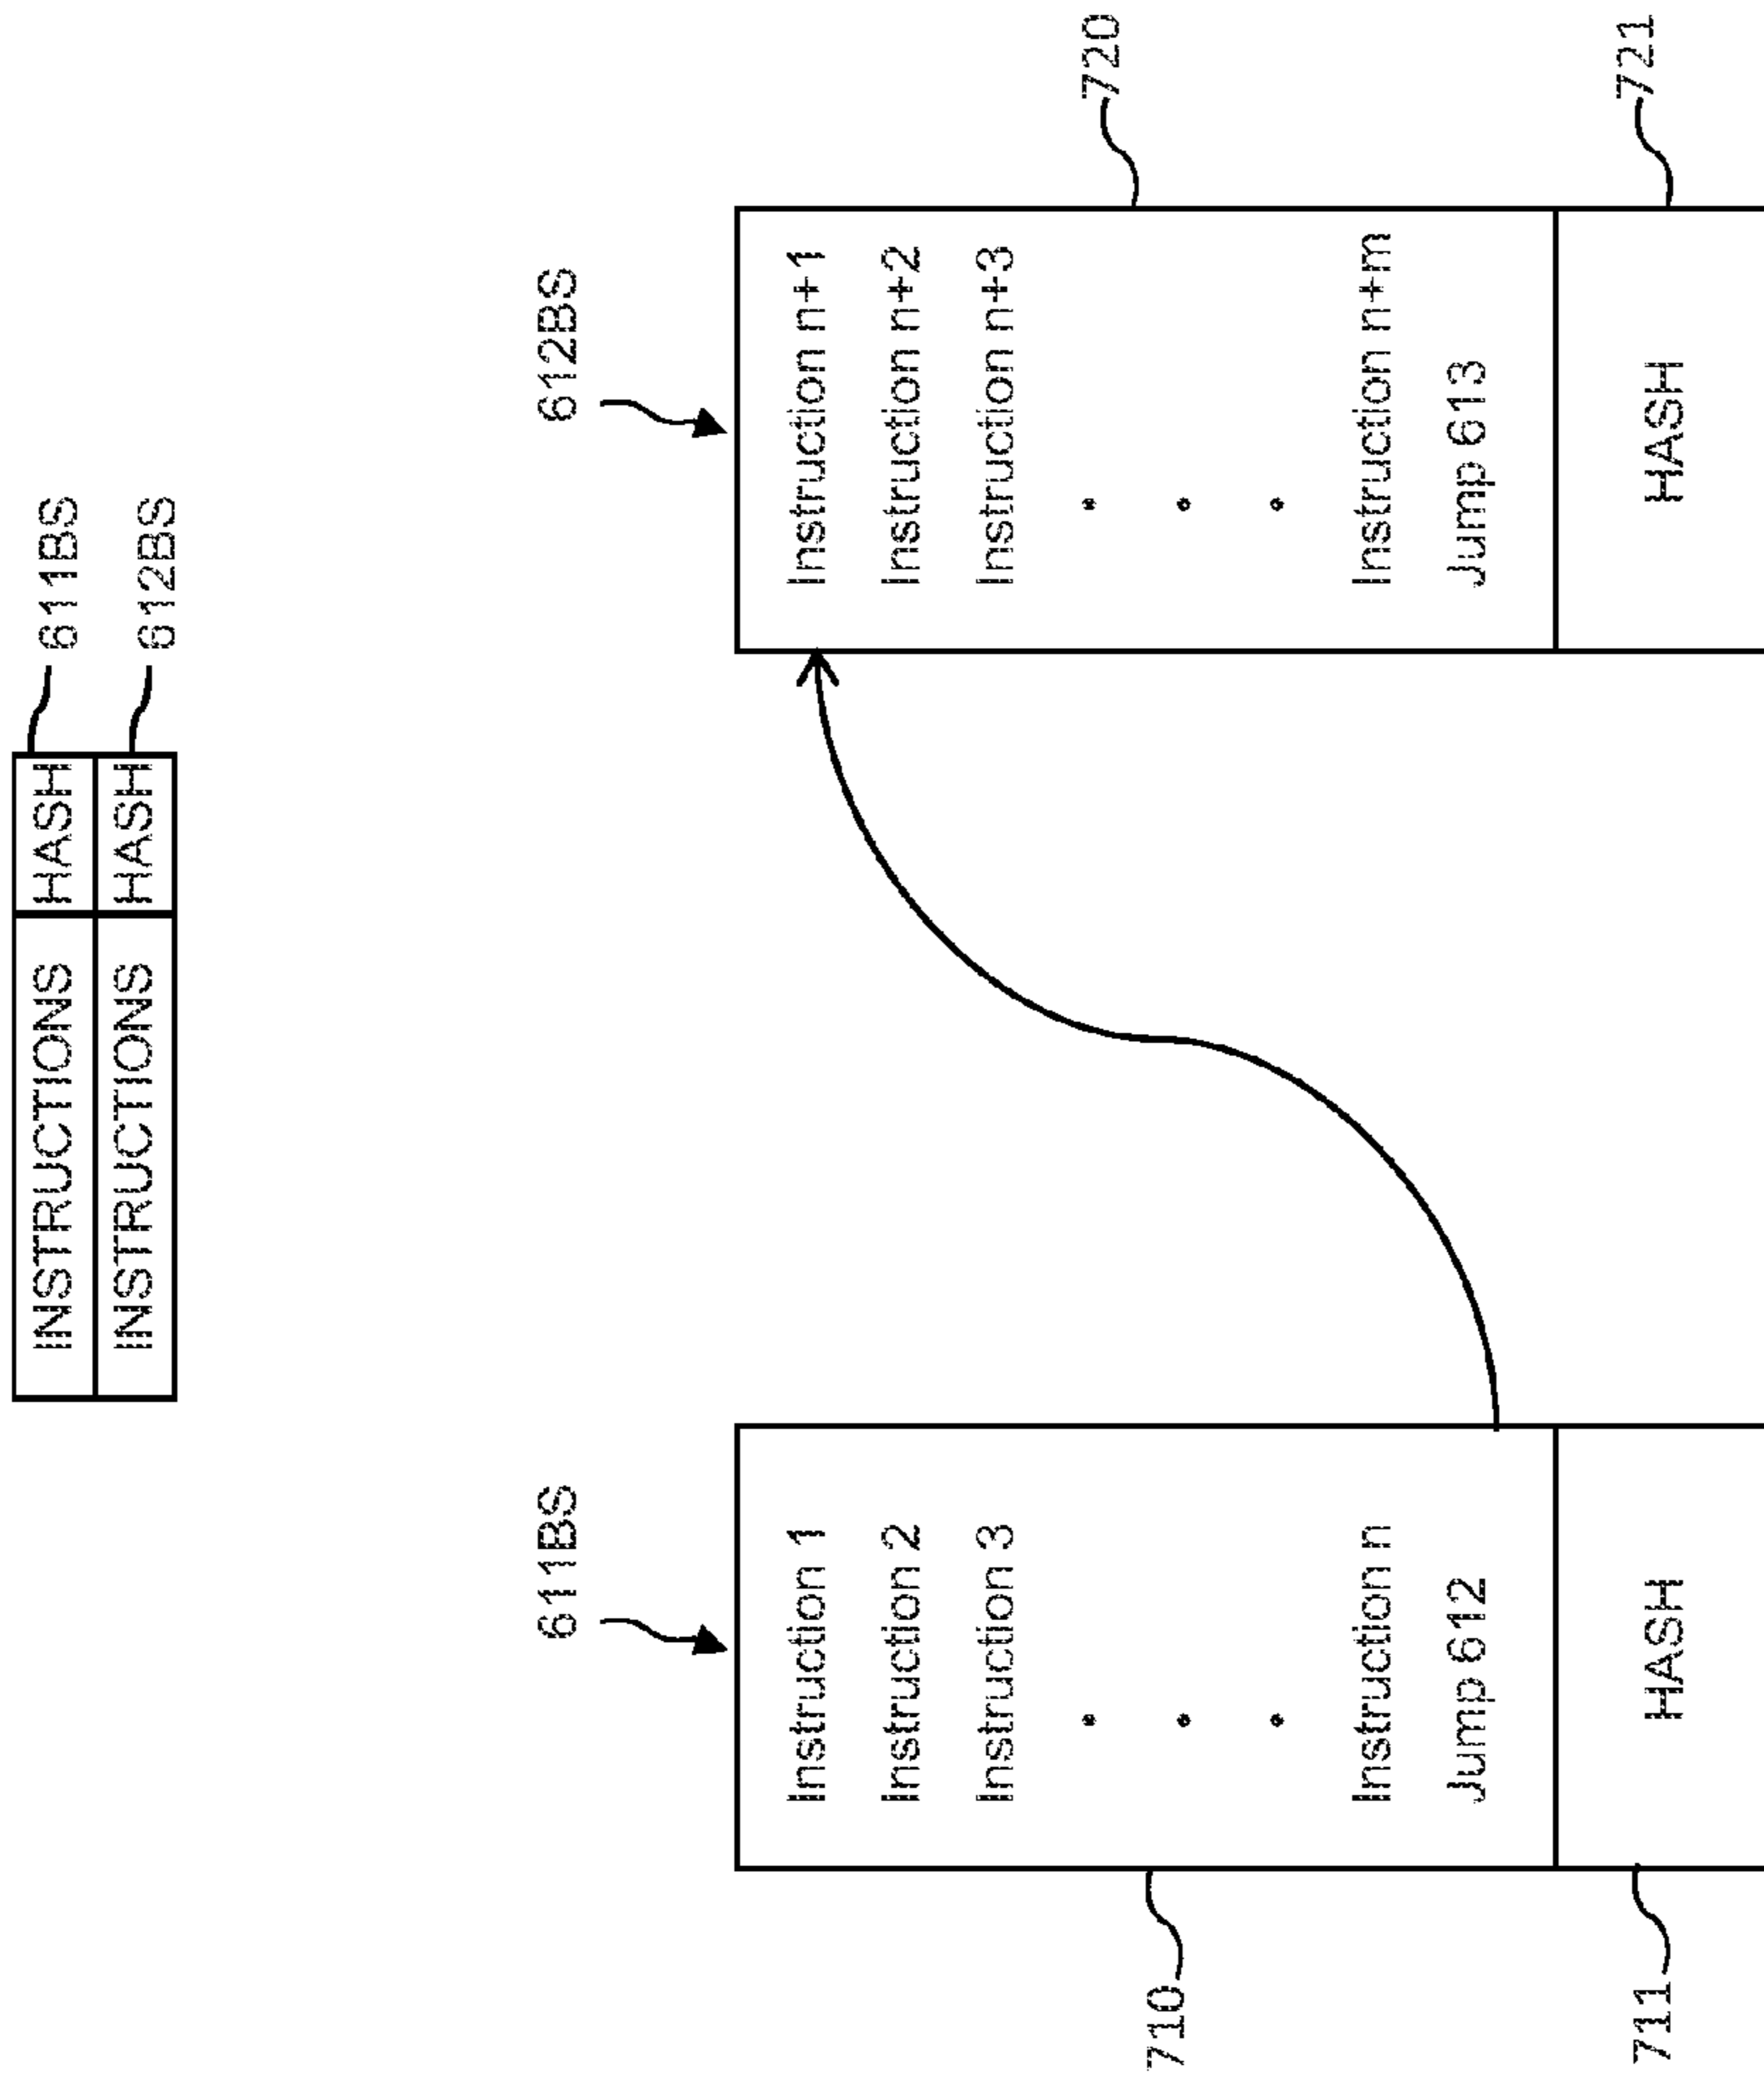 INSTRUCTIONS HASH 611BS
INSTRUCTIONS HASH 612BS
611BS
Instruction 1
Instruction 2
Instruction 3
Instruction n
Jump 612
HASH
710
711
612BS
Instruction n+1
Instruction n+2
Instruction n+3
Instruction n+m
Jump 613
HASH
720
721